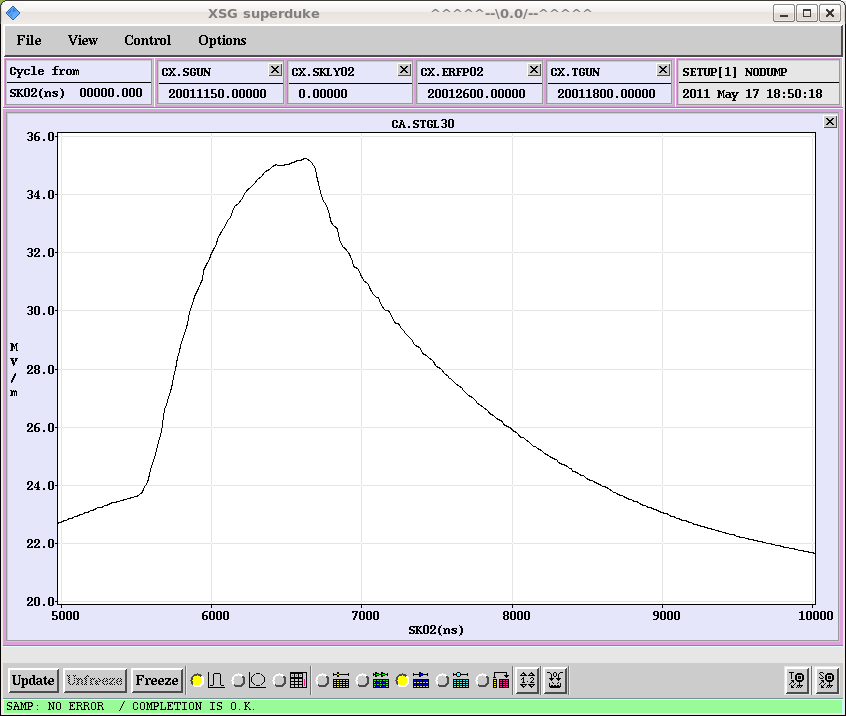 XSG superduke ^^^^^--\0.0/--^^^^^
File View Control Options
Cycle from CX.SGUN CX.SKLY02 CX.ERFP02 CX.TGUN SETUP[1] NODUMP
SK02(ns) 00000.000 20011150.00000 0.00000 20012600.00000 20011800.00000 2011 May 17 18:50:18
CA.STGL30
36.0
34.0
32.0
30.0
28.0
26.0
24.0
22.0
20.0
M
V
/
m
5000 6000 7000 8000 9000 10000
SK02(ns)
Update Unfreeze Freeze
SAMP: NO ERROR / COMPLETION IS O.K.